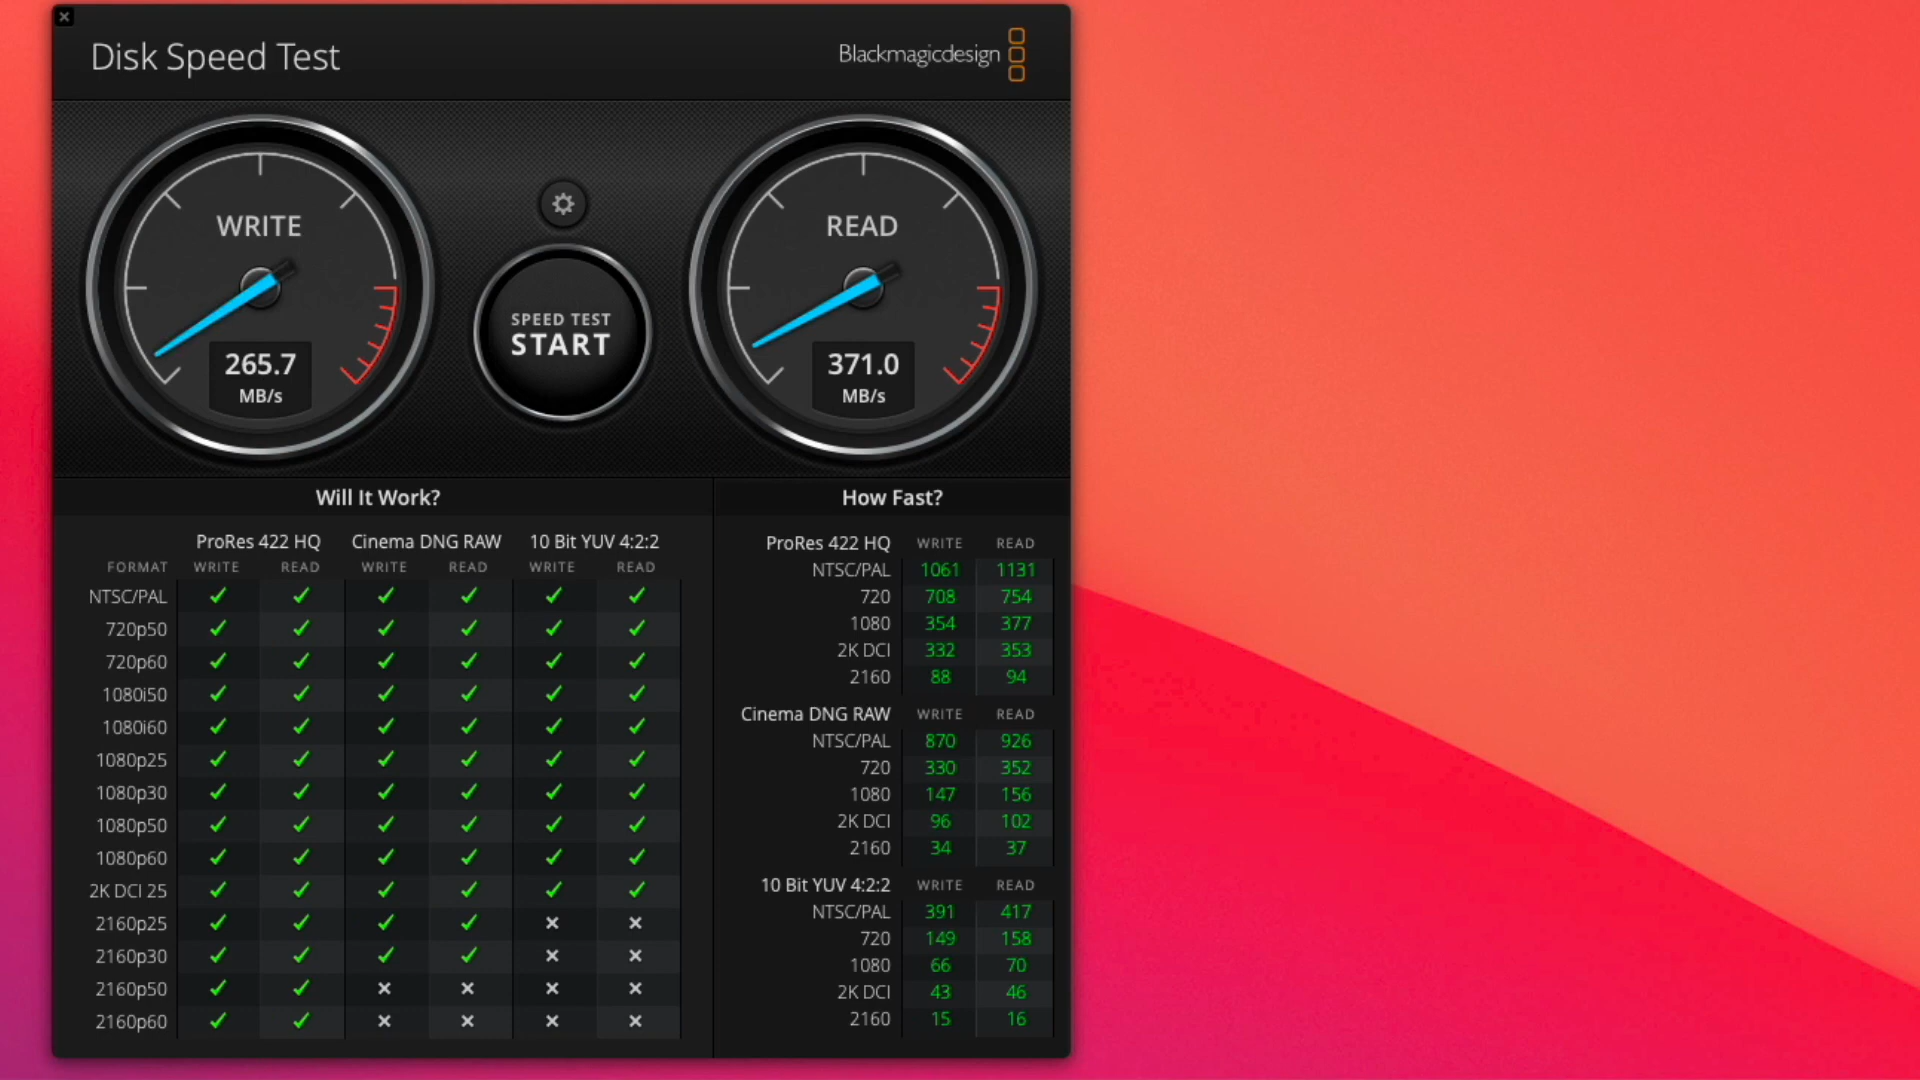 Disk Speed Test
Blackmagicdesign
WRITE
265.7
MB/s
SPEED TEST
START
READ
371.0
MB/s
Will It Work?
ProRes 422 HQ Cinema DNG RAW 10 Bit YUV 4:2:2
FORMAT WRITE READ WRITE READ WRITE READ
NTSC/PAL ✓ ✓ ✓ ✓ ✓ ✓
720p50 ✓ ✓ ✓ ✓ ✓ ✓
720p60 ✓ ✓ ✓ ✓ ✓ ✓
1080i50 ✓ ✓ ✓ ✓ ✓ ✓
1080i60 ✓ ✓ ✓ ✓ ✓ ✓
1080p25 ✓ ✓ ✓ ✓ ✓ ✓
1080p30 ✓ ✓ ✓ ✓ ✓ ✓
1080p50 ✓ ✓ ✓ ✓ ✓ ✓
1080p60 ✓ ✓ ✓ ✓ ✓ ✓
2K DCI 25 ✓ ✓ ✓ ✓ ✓ ✓
2160p25 ✓ ✓ ✓ ✓ × ×
2160p30 ✓ ✓ ✓ ✓ × ×
2160p50 ✓ ✓ × × × ×
2160p60 ✓ ✓ × × × ×
How Fast?
ProRes 422 HQ WRITE READ
NTSC/PAL 1061 1131
720 708 754
1080 354 377
2K DCI 332 353
2160 88 94
Cinema DNG RAW WRITE READ
NTSC/PAL 870 926
720 330 352
1080 147 156
2K DCI 96 102
2160 34 37
10 Bit YUV 4:2:2 WRITE READ
NTSC/PAL 391 417
720 149 158
1080 66 70
2K DCI 43 46
2160 15 16